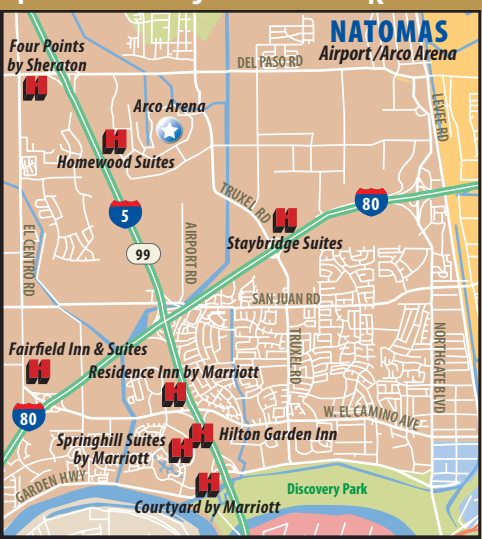 NATOMAS
Airport/Arco Arena
Four Points
by Sheraton
DEL PASO RD
LEVEE RD
Arco Arena
Homewood Suites
TRUXEL RD
80
5
Staybridge Suites
99
AIRPORT RD
EL CENTRO RD
SAN JUAN RD
Fairfield Inn & Suites
Residence Inn by Marriott
TRUXEL RD
NORTHGATE BLVD
80
W. EL CAMINO AVE
Springhill Suites
by Marriott
Hilton Garden Inn
GARDEN HWY
Discovery Park
Courtyard by Marriott